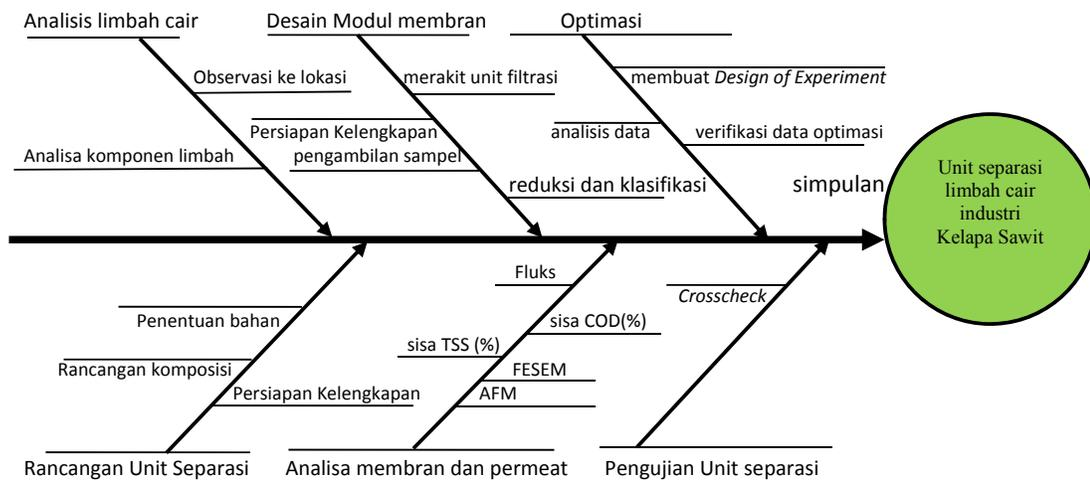 Analisis limbah cair
Desain Modul membran
Optimasi
Observasi ke lokasi
merakit unit filtrasi
membuat Design of Experiment
Persiapan Kelengkapan
analisis data
verifikasi data optimasi
Analisa komponen limbah
pengambilan sampel
reduksi dan klasifikasi
simpulan
Unit separasi
limbah cair
industri
Kelapa Sawit
Fluks
Crosscheck
Penentuan bahan
sisa COD(%)
sisa TSS (%)
Rancangan komposisi
FESEM
Persiapan Kelengkapan
AFM
Rancangan Unit Separasi
Analisa membran dan permeat
Pengujian Unit separasi